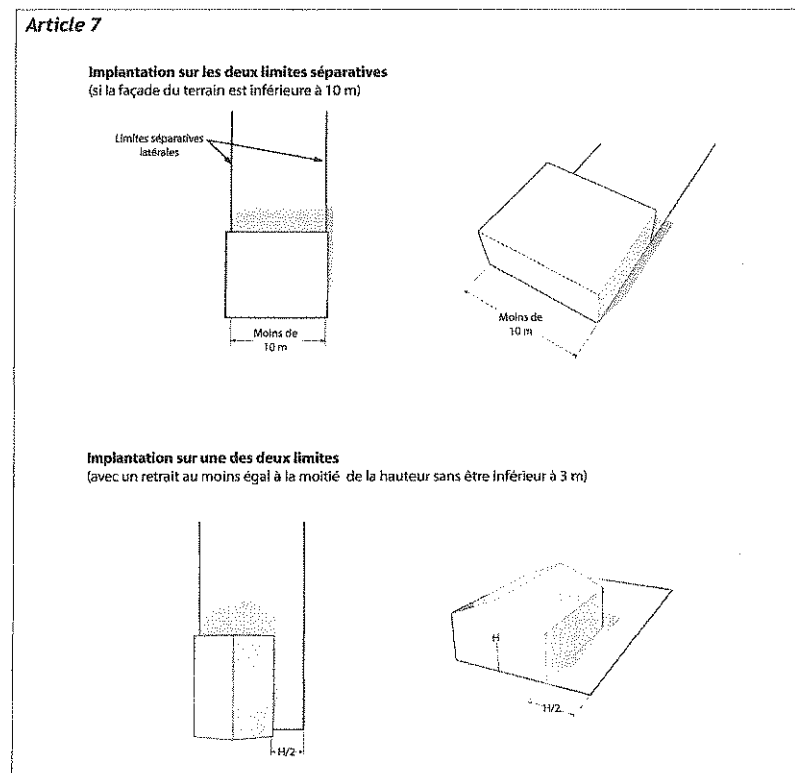 Article 7
Implantation sur les deux limites séparatives
(si la façade du terrain est inférieure à 10 m)
Limites séparatives
latérales
Moins de
10 m
Moins de
10 m
Implantation sur une des deux limites
(avec un retrait au moins égal à la moitié de la hauteur sans être inférieur à 3 m)
H
H/2
H/2